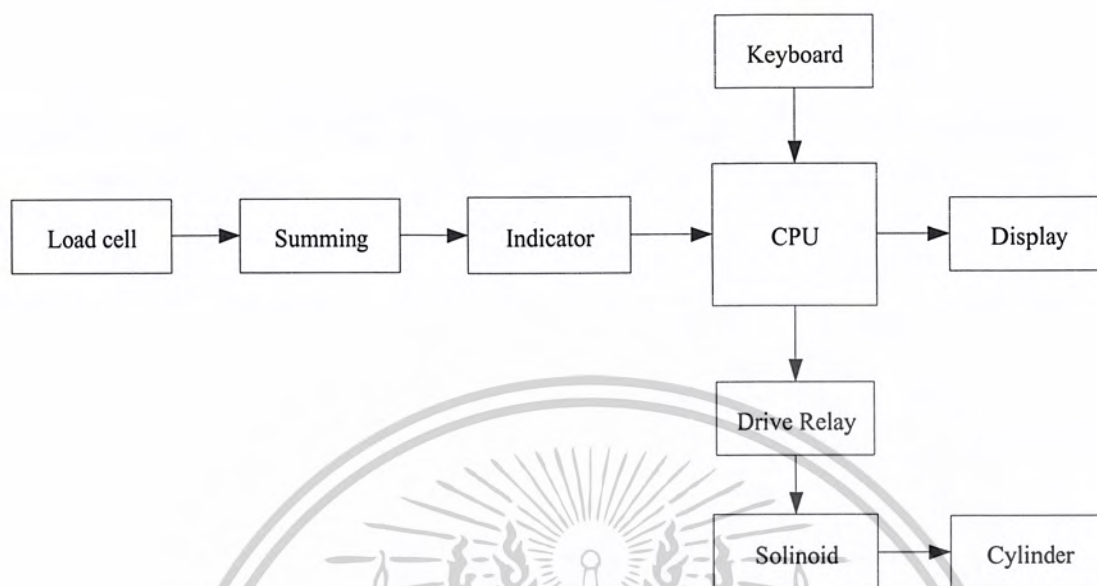 Keyboard
Load cell
Summing
Indicator
CPU
Display
Drive Relay
Solinoid
Cylinder